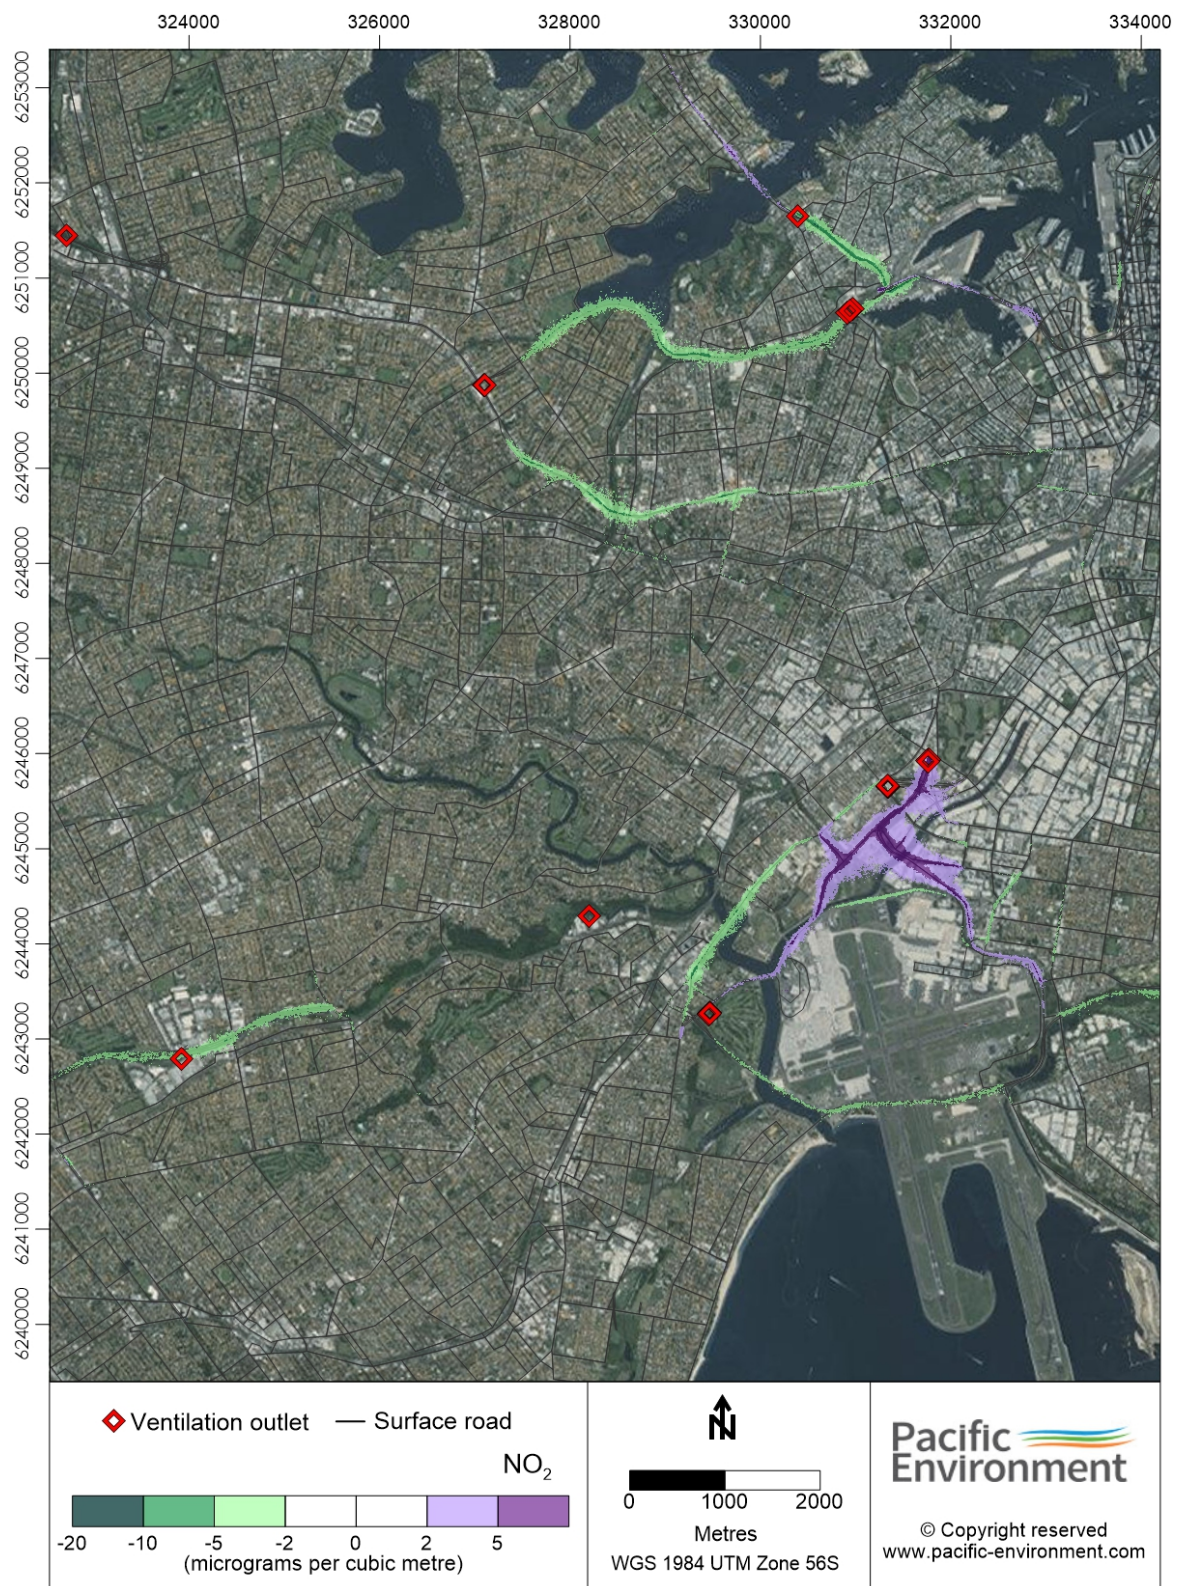 324000 326000 328000 330000 332000 334000
6253000
6252000
6251000
6250000
6249000
6248000
6247000
6246000
6245000
6244000
6243000
6242000
6241000
6240000
Ventilation outlet — Surface road
NO2
-20 -10 -5 -2 0 2 5
(micrograms per cubic metre)
N
0 1000 2000
Metres
WGS 1984 UTM Zone 56S
Pacific
Environment
© Copyright reserved
www.pacific-environment.com